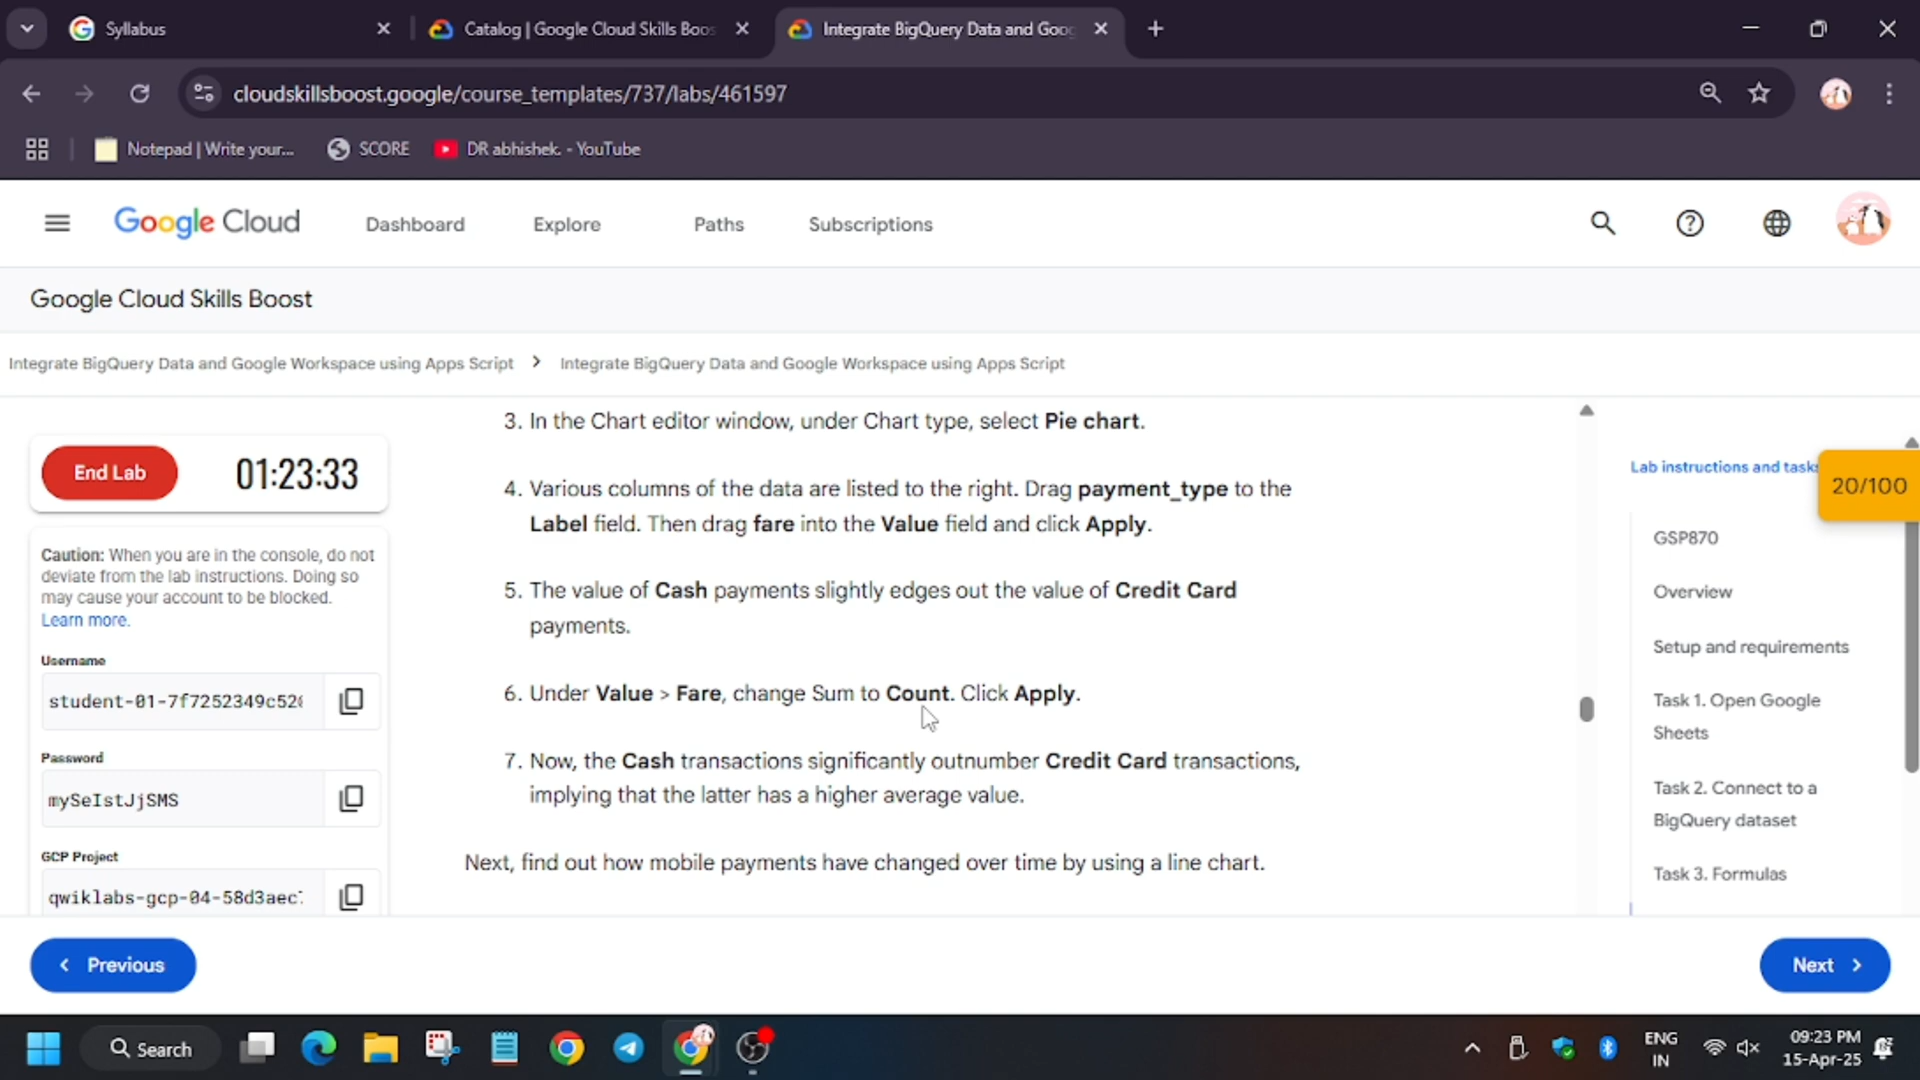 Syllabus
Catalog | Google Cloud Skills Boos
Integrate BigQuery Data and Goog
cloudskillsboost.google/course_templates/737/labs/461597
Notepad | Write your...
SCORE
DR abhishek. - YouTube
Google Cloud
Dashboard
Explore
Paths
Subscriptions
Google Cloud Skills Boost
Integrate BigQuery Data and Google Workspace using Apps Script
Integrate BigQuery Data and Google Workspace using Apps Script
End Lab
01:23:33
Caution: When you are in the console, do not
deviate from the lab instructions. Doing so
may cause your account to be blocked.
Learn more.
Username
student-01-7f7252349c528
Password
mySeIstJjSMS
GCP Project
qwiklabs-gcp-04-58d3aec
3. In the Chart editor window, under Chart type, select Pie chart.
4. Various columns of the data are listed to the right. Drag payment_type to the
Label field. Then drag fare into the Value field and click Apply.
5. The value of Cash payments slightly edges out the value of Credit Card
payments.
6. Under Value > Fare, change Sum to Count. Click Apply.
7. Now, the Cash transactions significantly outnumber Credit Card transactions,
implying that the latter has a higher average value.
Next, find out how mobile payments have changed over time by using a line chart.
Lab instructions and tasks
20/100
GSP870
Overview
Setup and requirements
Task 1. Open Google
Sheets
Task 2. Connect to a
BigQuery dataset
Task 3. Formulas
Previous
Next
Search
ENG
IN
09:23 PM
15-Apr-25